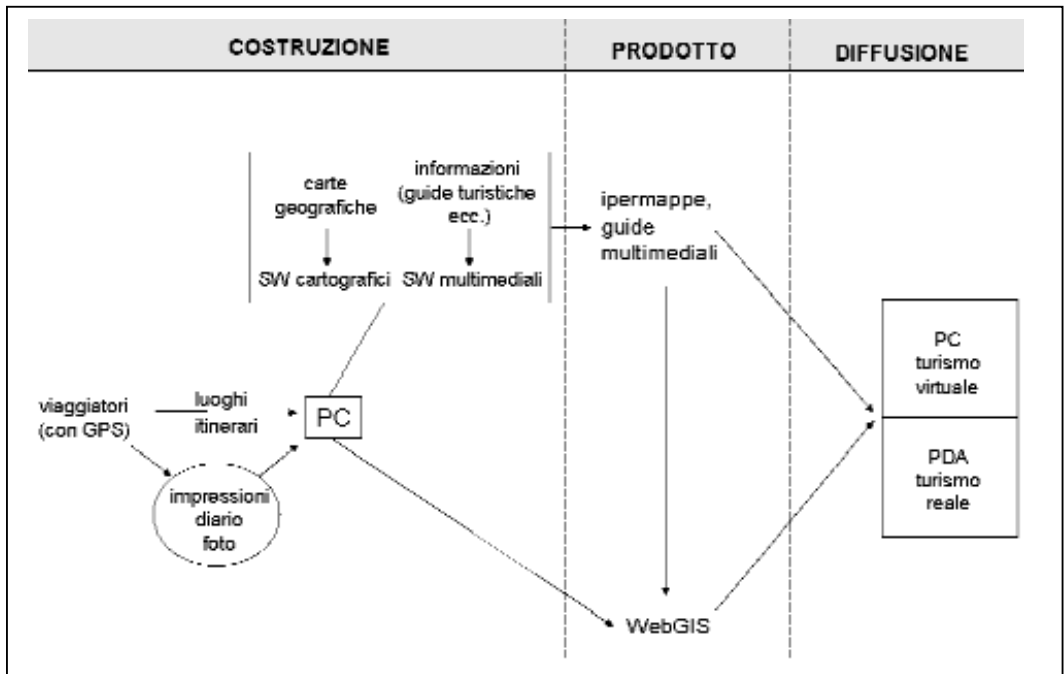 COSTRUZIONE
PRODOTTO
DIFFUSIONE
carte
geografiche
informazioni
(guide turistiche
ecc.)
SW cartografici
SW multimediali
ipermappe,
guide
multimediali
PC
turismo
virtuale
viaggiatori
(con GPS)
luoghi
itinerari
PC
impressioni
diario
foto
PDA
turismo
reale
WebGIS